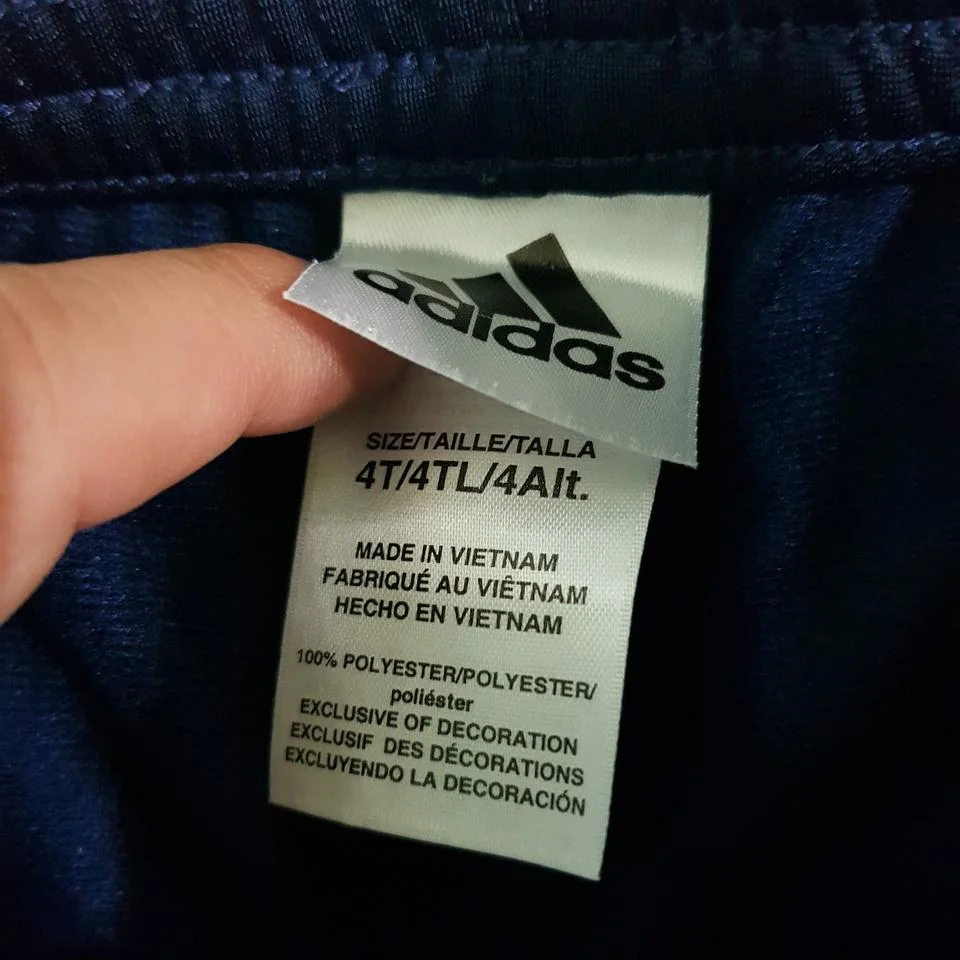 adidas
SIZE/TAILLE/TALLA
4T/4TL/4Alt.
MADE IN VIETNAM
FABRIQUÉ AU VIÊTNAM
HECHO EN VIETNAM
100% POLYESTER/POLYESTER/
poliéster
EXCLUSIVE OF DECORATION
EXCLUSIF DES DÉCORATIONS
EXCLUYENDO LA DECORACIÓN